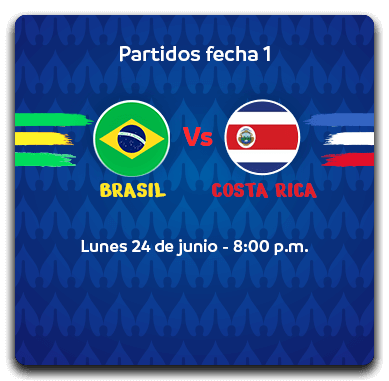 Partidos fecha 1
Vs
BRASIL
COSTA RICA
Lunes 24 de junio - 8:00 p.m.